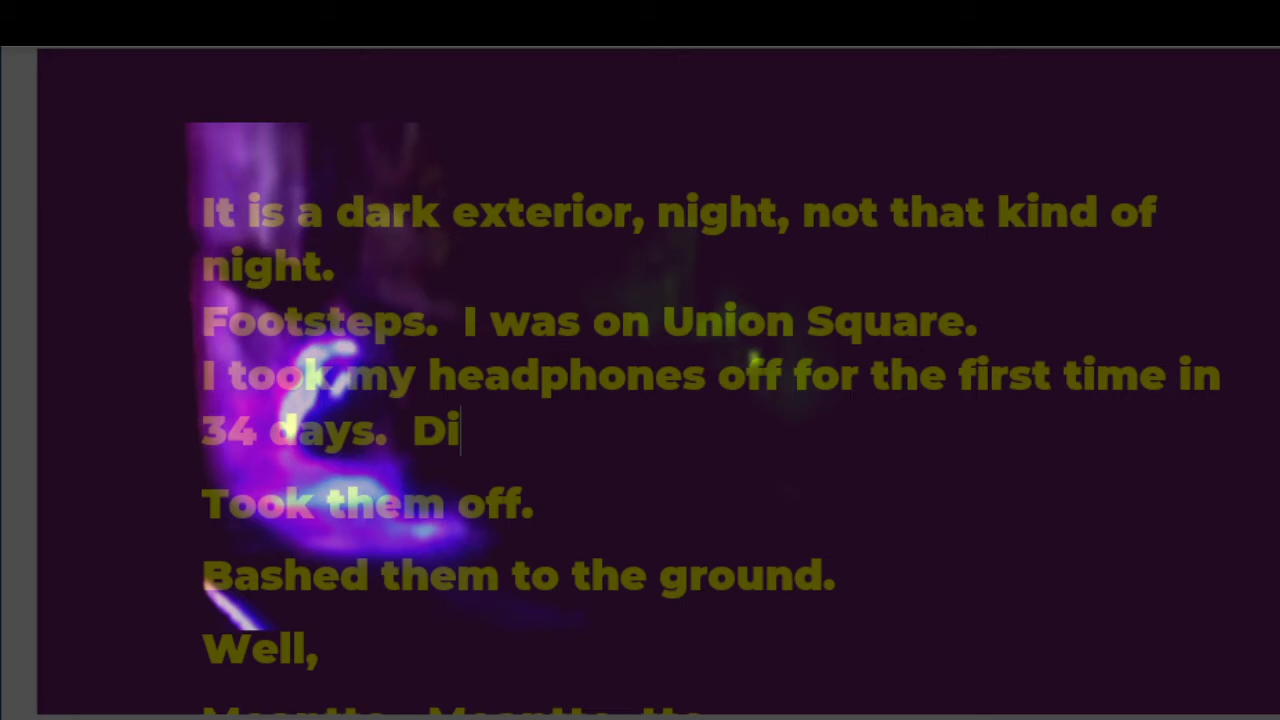 It is a dark exterior, night, not that kind of
night.
Footsteps.  I was on Union Square.
I took my headphones off for the first time in
34 days.  Di
Took them off.
Bashed them to the ground.
Well,